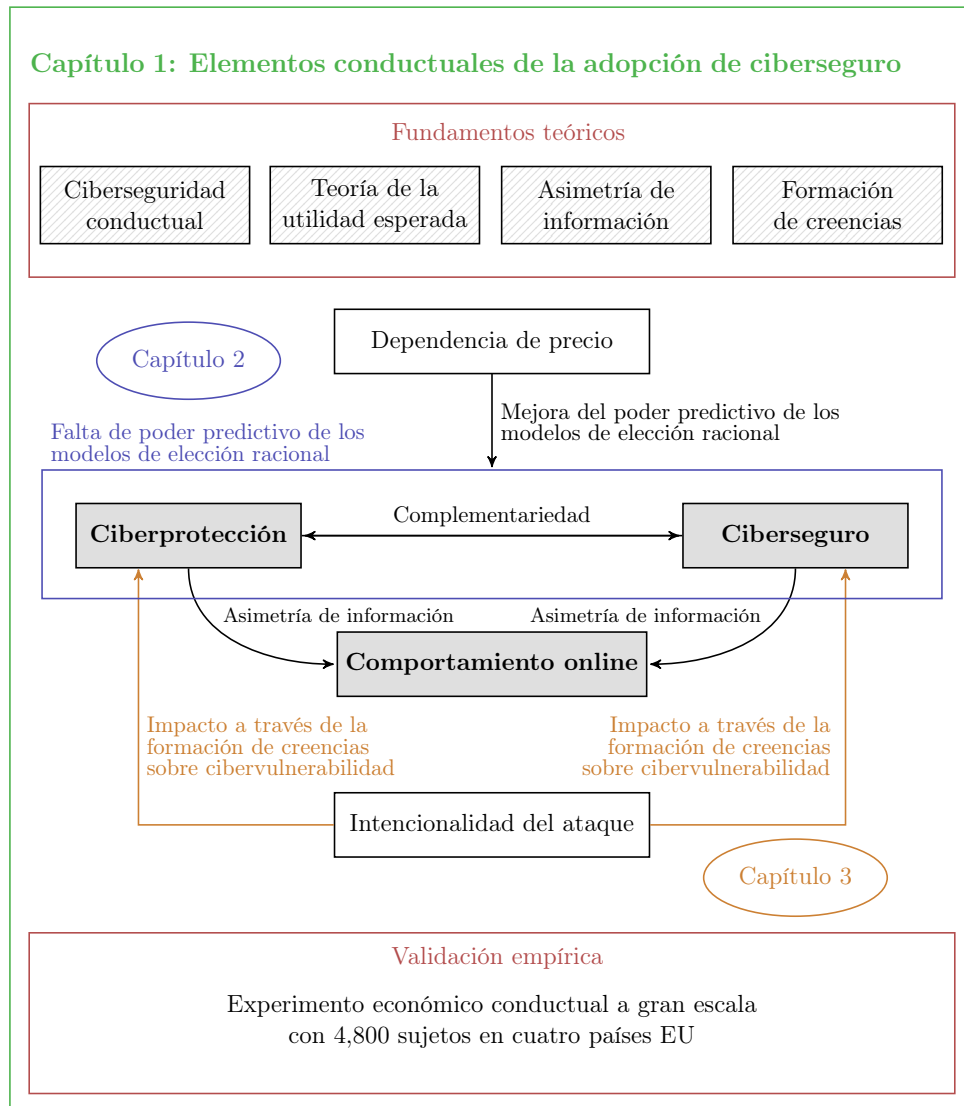 Capítulo 1: Elementos conductuales de la adopción de ciberseguro
Fundamentos teóricos
Ciberseguridad
conductual
Teoría de la
utilidad esperada
Asimetría de
información
Formación
de creencias
Capítulo 2
Dependencia de precio
Mejora del poder predictivo de los
modelos de elección racional
Falta de poder predictivo de los
modelos de elección racional
Ciberprotección
Complementariedad
Ciberseguro
Asimetría de información
Asimetría de información
Comportamiento online
Impacto a través de la
formación de creencias
sobre cibervulnerabilidad
Impacto a través de la
formación de creencias
sobre cibervulnerabilidad
Intencionalidad del ataque
Capítulo 3
Validación empírica
Experimento económico conductual a gran escala
con 4,800 sujetos en cuatro países EU